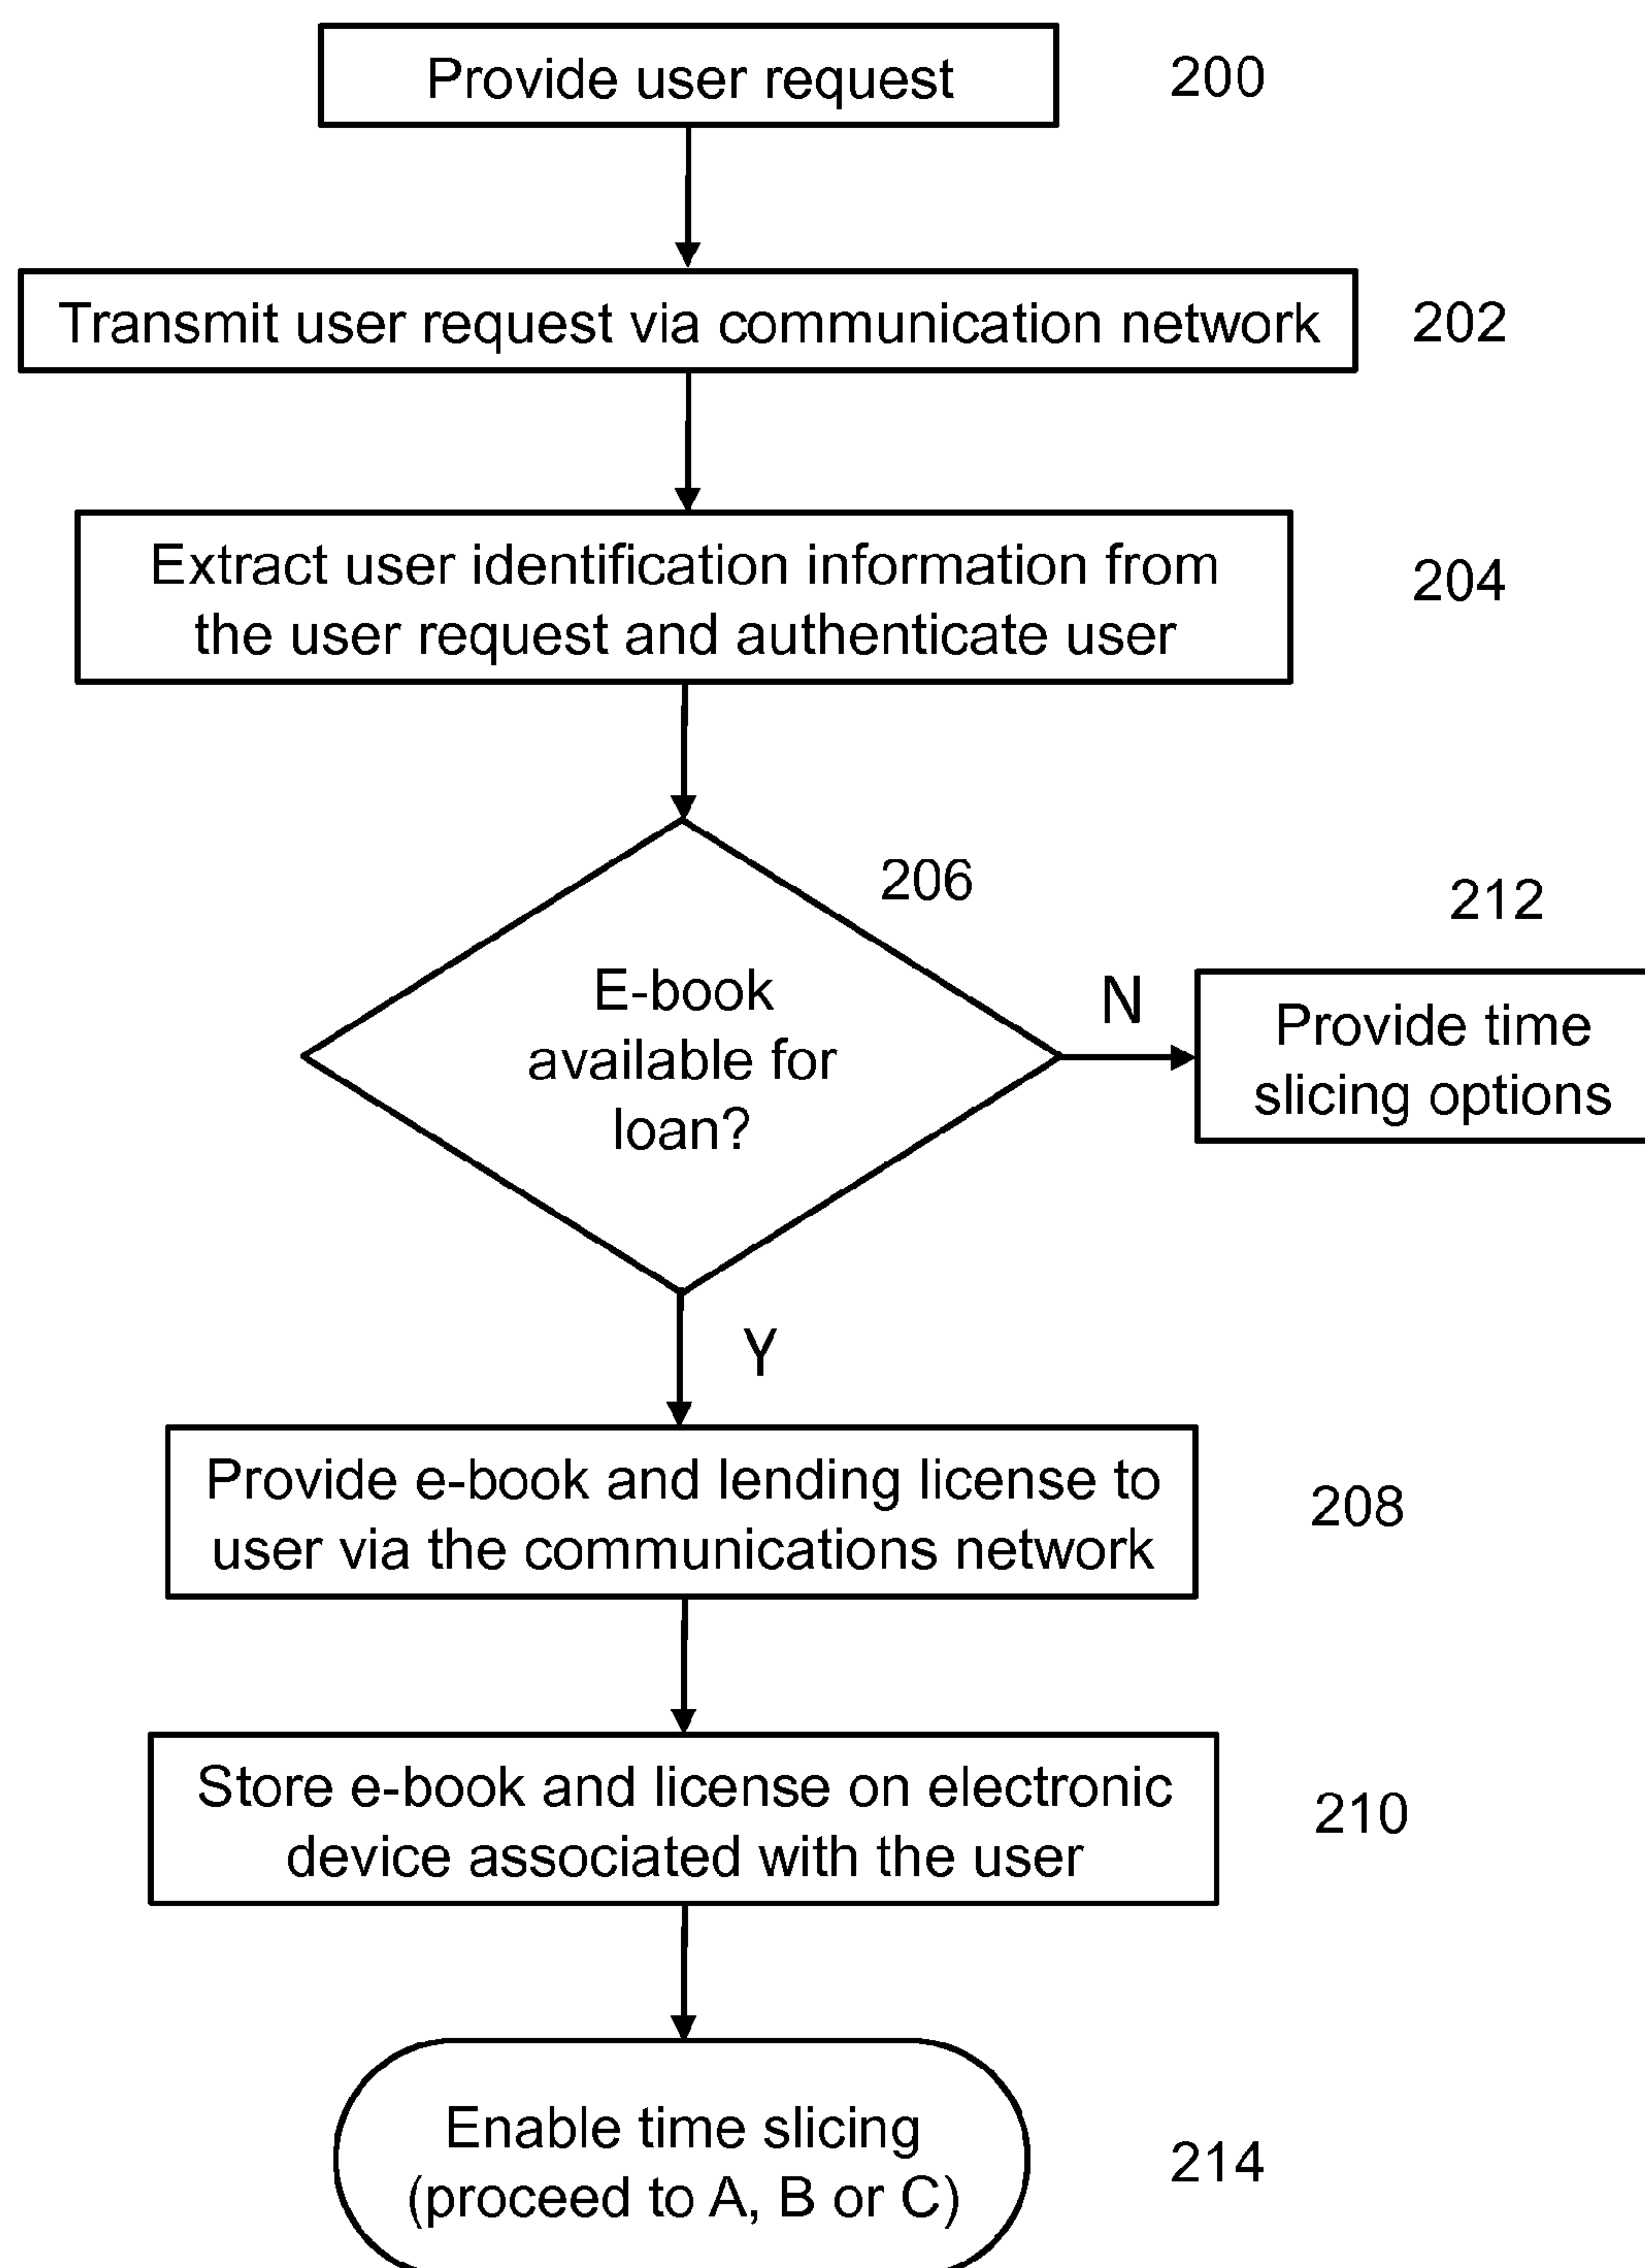 Provide user request
200
Transmit user request via communication network
202
Extract user identification information from
the user request and authenticate user
204
206
E-book
available for
loan?
N
212
Provide time
slicing options
Y
Provide e-book and lending license to
user via the communications network
208
Store e-book and license on electronic
device associated with the user
210
Enable time slicing
(proceed to A, B or C)
214